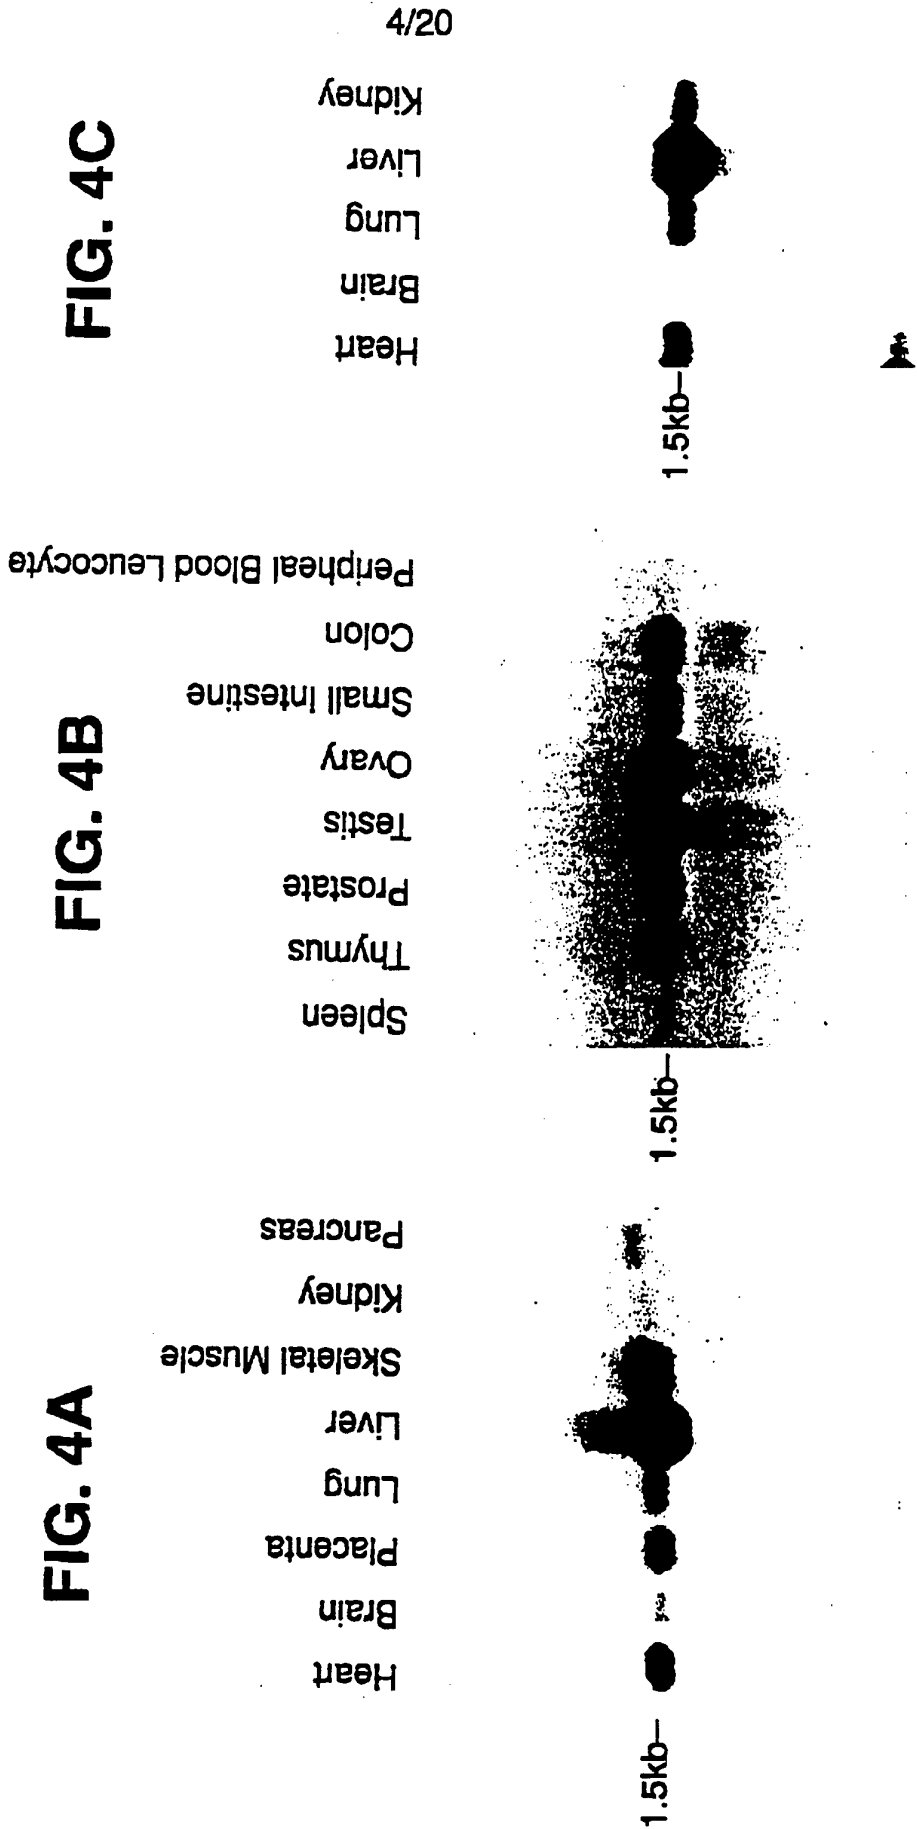 4/20
FIG. 4A
Heart
Brain
Placenta
Lung
Liver
Skeletal Muscle
Kidney
Pancreas
1.5kb
FIG. 4B
Spleen
Thymus
Prostate
Testis
Ovary
Small Intestine
Colon
Peripheal Blood Leucocyte
1.5kb
FIG. 4C
Heart
Brain
Lung
Liver
Kidney
1.5kb